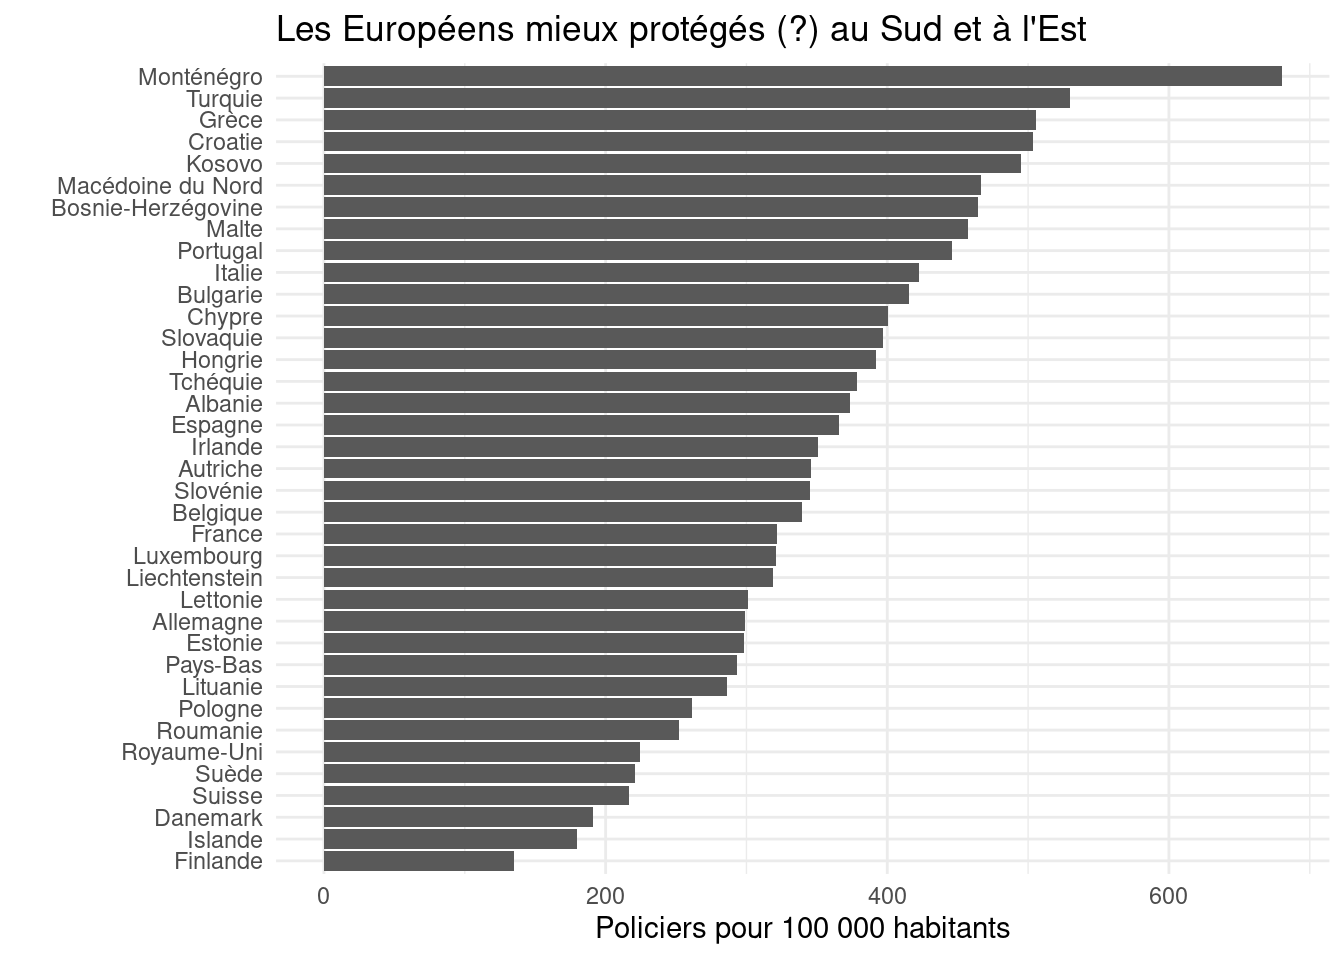 Les Européens mieux protégés (?) au Sud et à l'Est
Monténégro
Turquie
Grèce
Croatie
Kosovo
Macédoine du Nord
Bosnie-Herzégovine
Malte
Portugal
Italie
Bulgarie
Chypre
Slovaquie
Hongrie
Tchéquie
Albanie
Espagne
Irlande
Autriche
Slovénie
Belgique
France
Luxembourg
Liechtenstein
Lettonie
Allemagne
Estonie
Pays-Bas
Lituanie
Pologne
Roumanie
Royaume-Uni
Suède
Suisse
Danemark
Islande
Finlande
0 200 400 600
Policiers pour 100 000 habitants